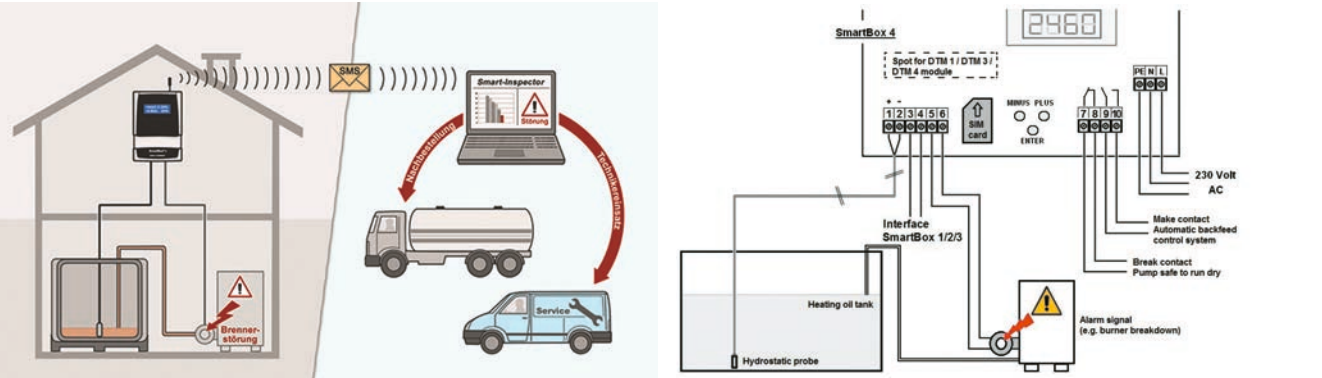 SMS
Smart-Inspector
Störung
Nachbestellung
Technikereinsatz
Service
Brenner-
störung
2460
SmartBox 4
Spot for DTM 1 / DTM 3 /
DTM 4 module
+ -
1 2 3 4 5 6
SIM
card
MINUS PLUS
ENTER
7 8 9 10
PE N L
230 Volt
AC
Interface
SmartBox 1/2/3
Make contact
Automatic backfeed
control system
Break contact
Pump safe to run dry
Heating oil tank
Hydrostatic probe
Alarm signal
(e.g. burner breakdown)